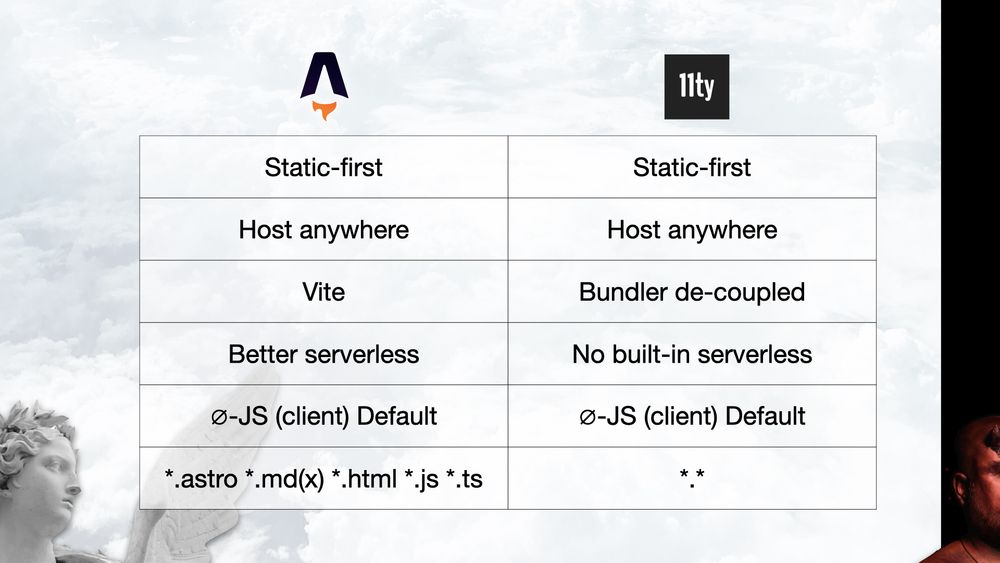 11ty
Static-first Static-first
Host anywhere Host anywhere
Vite Bundler de-coupled
Better serverless No built-in serverless
∅-JS (client) Default ∅-JS (client) Default
*.astro *.md(x) *.html *.js *.ts *.*